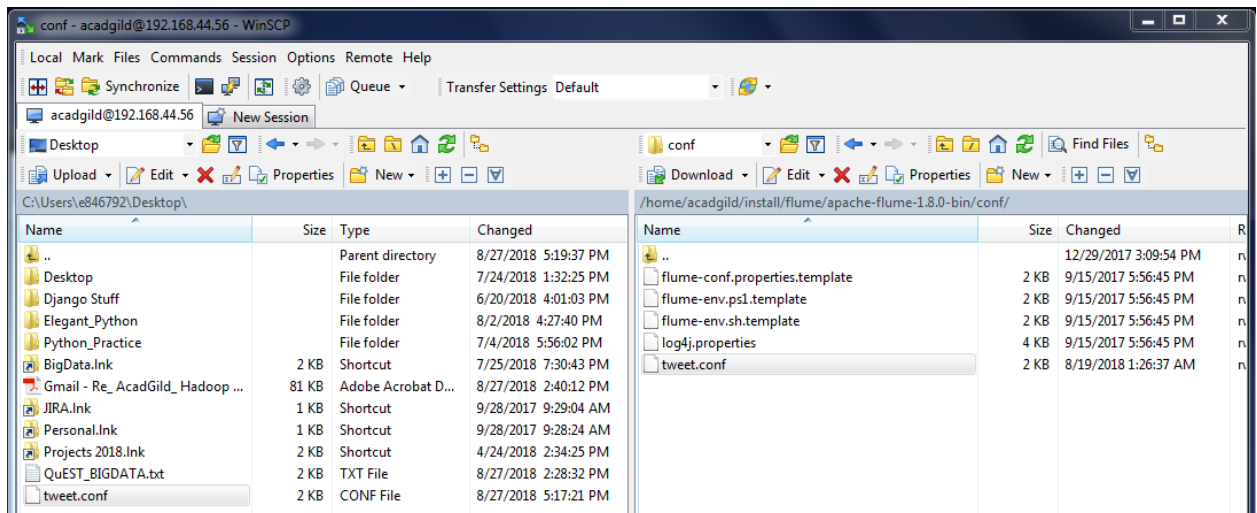 conf - acadgild@192.168.44.56 - WinSCP
Local Mark Files Commands Session Options Remote Help
Synchronize Queue Transfer Settings Default
acadgild@192.168.44.56 New Session
Desktop conf Find Files
Upload Edit Properties New Download Edit Properties New
C:\Users\e846792\Desktop\ /home/acadgild/install/flume/apache-flume-1.8.0-bin/conf/
Name Size Type Changed Name Size Changed R
.. Parent directory 8/27/2018 5:19:37 PM .. 12/29/2017 3:09:54 PM
Desktop File folder 7/24/2018 1:32:25 PM flume-conf.properties.template 2 KB 9/15/2017 5:56:45 PM
Django Stuff File folder 6/20/2018 4:01:03 PM flume-env.ps1.template 2 KB 9/15/2017 5:56:45 PM
Elegant_Python File folder 8/2/2018 4:27:40 PM flume-env.sh.template 2 KB 9/15/2017 5:56:45 PM
Python_Practice File folder 7/4/2018 5:56:02 PM log4j.properties 4 KB 9/15/2017 5:56:45 PM
BigData.lnk 2 KB Shortcut 7/25/2018 7:30:43 PM tweet.conf 2 KB 8/19/2018 1:26:37 AM
Gmail - Re_ AcadGild_ Hadoop ... 81 KB Adobe Acrobat D... 8/27/2018 2:40:12 PM
JIRA.lnk 1 KB Shortcut 9/28/2017 9:29:04 AM
Personal.lnk 1 KB Shortcut 9/28/2017 9:28:24 AM
Projects 2018.lnk 2 KB Shortcut 4/24/2018 2:34:25 PM
QuEST_BIGDATA.txt 2 KB TXT File 8/27/2018 2:28:32 PM
tweet.conf 2 KB CONF File 8/27/2018 5:17:21 PM